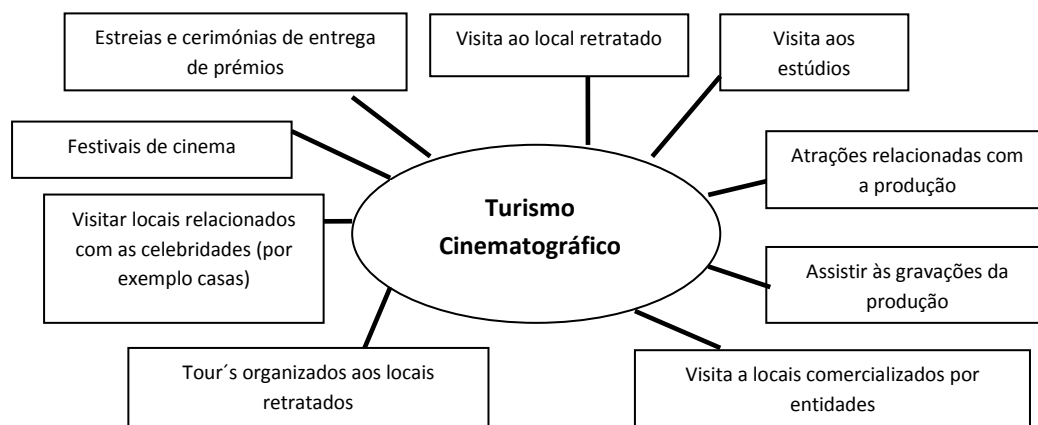 Estreias e cerimónias de entrega
de prémios
Visita ao local retratado
Visita aos
estúdios
Festivais de cinema
Atrações relacionadas com
a produção
Visitar locais relacionados
com as celebridades (por
exemplo casas)
Turismo
Cinematográfico
Assistir às gravações da
produção
Tour´s organizados aos locais
retratados
Visita a locais comercializados por
entidades